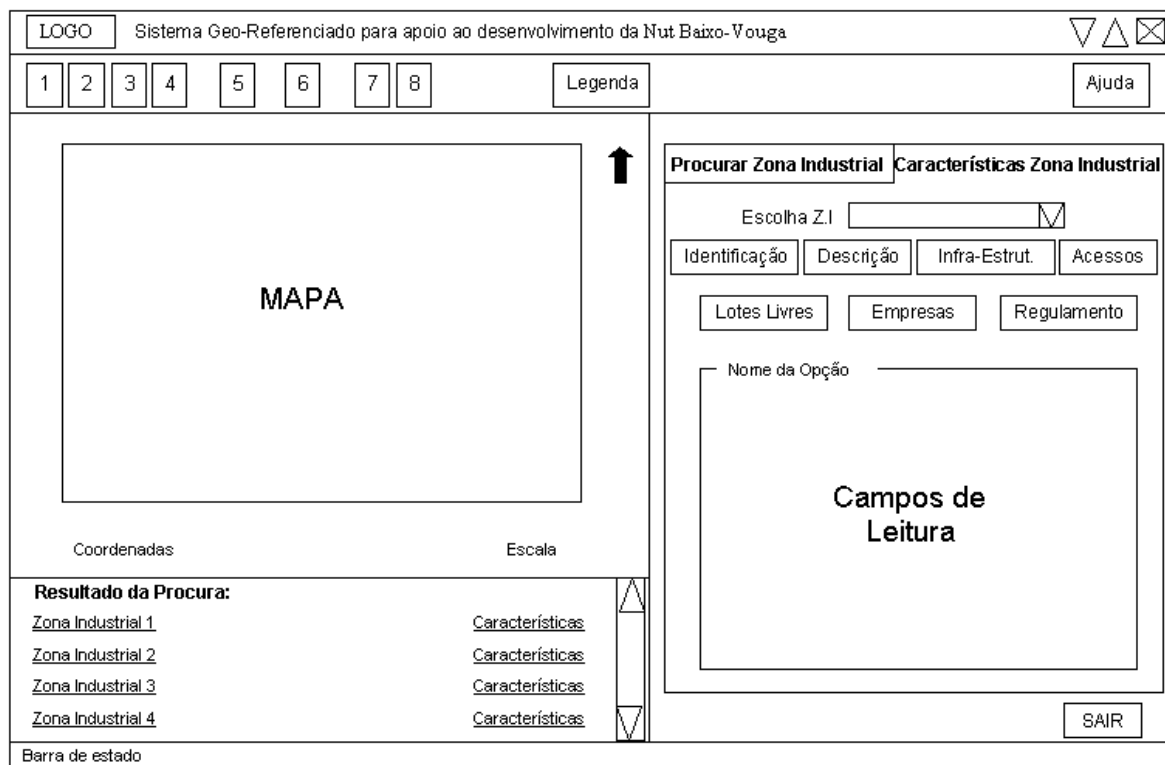 LOGO Sistema Geo-Referenciado para apoio ao desenvolvimento da Nut Baixo-Vouga
1 2 3 4 5 6 7 8 Legenda Ajuda
MAPA
Coordenadas Escala
Resultado da Procura:
Zona Industrial 1 Características
Zona Industrial 2 Características
Zona Industrial 3 Características
Zona Industrial 4 Características
Procurar Zona Industrial Características Zona Industrial
Escolha Z.I
Identificação Descrição Infra-Estrut. Acessos
Lotes Livres Empresas Regulamento
Nome da Opção
Campos de
Leitura
SAIR
Barra de estado